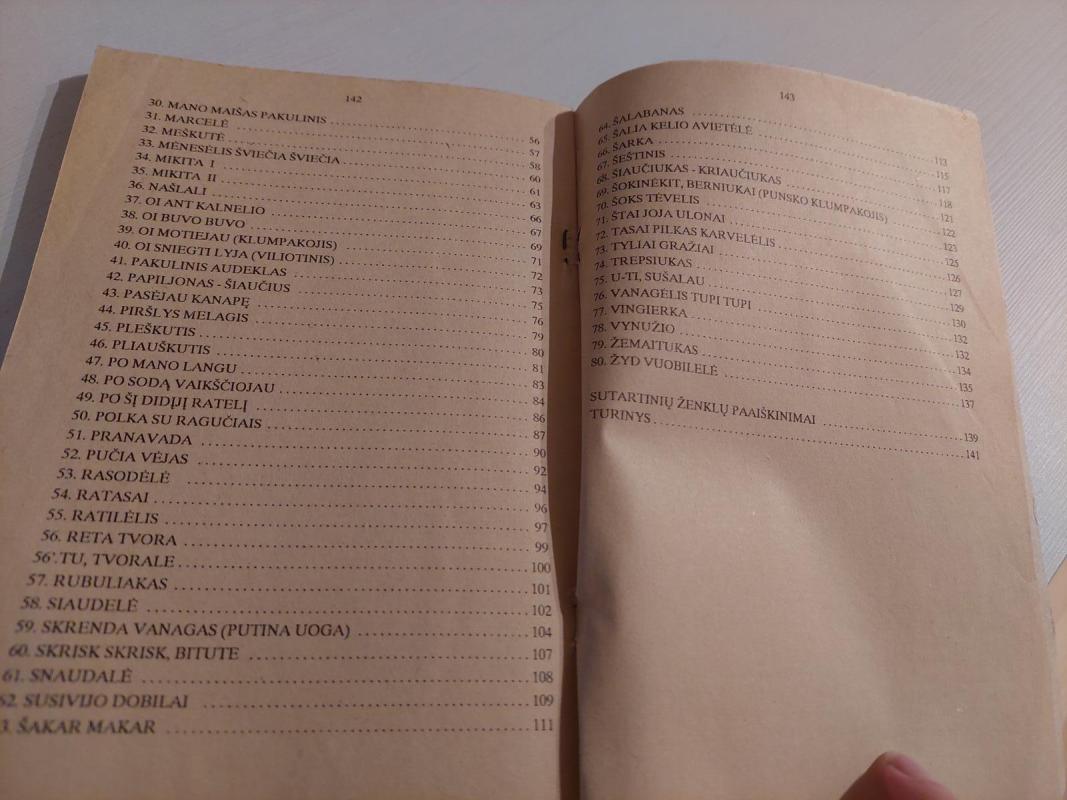 142
30. MANO MAIŠAS PAKULINIS ........ 56
31. MARCELĖ ........ 57
32. MEŠKUTĖ ........ 58
33. MĖNESĖLIS ŠVIEČIA ŠVIEČIA ........ 60
34. MIKITA I ........ 61
35. MIKITA II ........ 63
36. NAŠLALI ........ 66
37. OI ANT KALNELIO ........ 67
38. OI BUVO BUVO ........ 69
39. OI MOTIEJAU (KLUMPAKOJIS) ........ 71
40. OI SNIEGTI LYJA (VILIOTINIS) ........ 72
41. PAKULINIS AUDEKLAS ........ 73
42. PAPILJONAS - ŠIAUČIUS ........ 75
43. PASĖJAU KANAPĘ ........ 76
44. PIRŠLYS MELAGIS ........ 79
45. PLEŠKUTIS ........ 80
46. PLIAUŠKUTIS ........ 81
47. PO MANO LANGU ........ 83
48. PO SODĄ VAIKŠČIOJAU ........ 84
49. PO ŠĮ DIDĮJĮ RATELĮ ........ 86
50. POLKA SU RAGUČIAIS ........ 87
51. PRANAVADA ........ 90
52. PUČIA VĖJAS ........ 92
53. RASODĖLĖ ........ 94
54. RATASAI ........ 96
55. RATILĖLIS ........ 97
56. RETA TVORA ........ 99
56'. TU, TVORALE ........ 100
57. RUBULIAKAS ........ 101
58. SIAUDELĖ ........ 102
59. SKRENDA VANAGAS (PUTINA UOGA) ........ 104
60. SKRISK SKRISK, BITUTE ........ 107
61. SNAUDALĖ ........ 108
62. SUSIVIJO DOBILAI ........ 109
3. ŠAKAR MAKAR ........ 111
143
64. ŠALABANAS ........ 113
65. ŠALIA KELIO AVIETĖLĖ ........ 115
66. ŠARKA ........ 117
67. ŠEŠTINIS ........ 118
68. ŠIAUČIUKAS - KRIAUČIUKAS ........ 121
69. ŠOKINĖKIT, BERNIUKAI (PUNSKO KLUMPAKOJIS) ........ 122
70. ŠOKS TĖVELIS ........ 123
71. ŠTAI JOJA ULONAI ........ 125
72. TASAI PILKAS KARVELĖLIS ........ 126
73. TYLIAI GRAŽIAI ........ 127
74. TREPSIUKAS ........ 129
75. U-TI, SUŠALAU ........ 130
76. VANAGĖLIS TUPI TUPI ........ 132
77. VINGIERKA ........ 132
78. VYNUŽIO ........ 134
79. ŽEMAITUKAS ........ 135
80. ŽYD VUOBILELĖ ........ 137
SUTARTINIŲ ŽENKLŲ PAAIŠKINIMAI ........ 139
TURINYS ........ 141